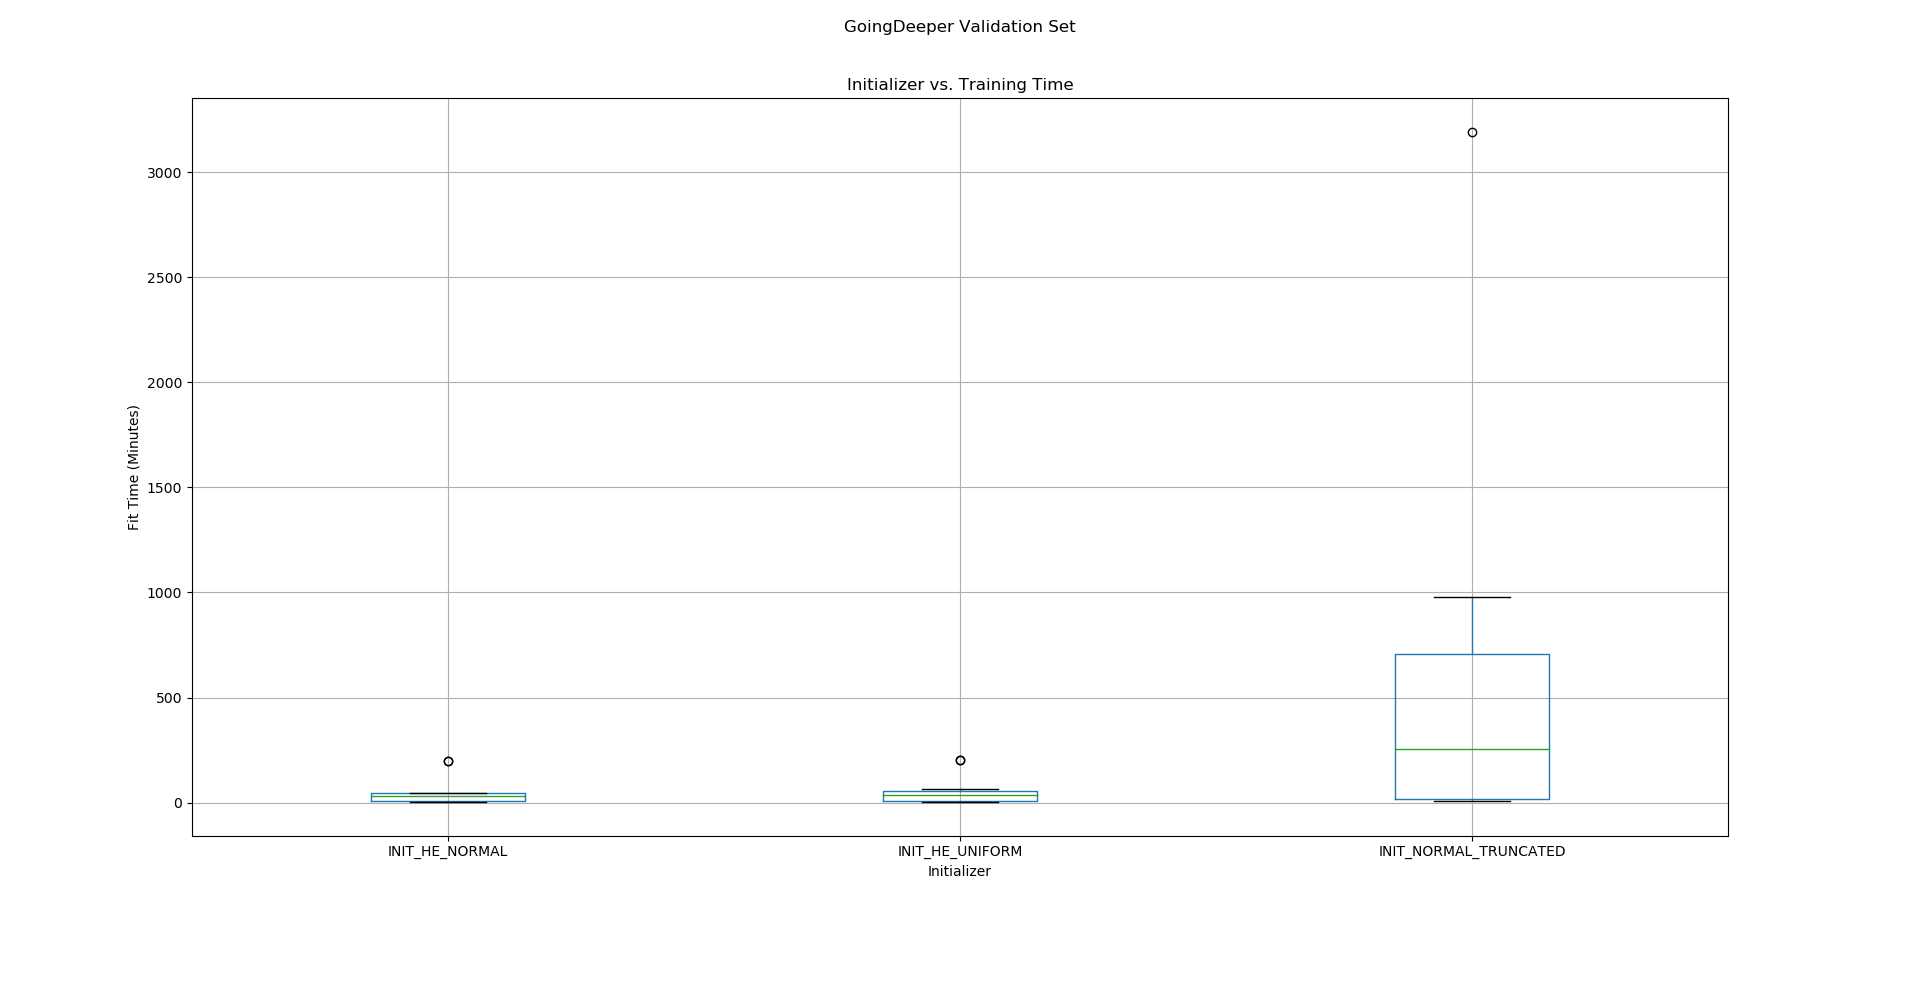 GoingDeeper Validation Set
Initializer vs. Training Time
3000
2500
2000
1500
1000
500
0
Fit Time (Minutes)
INIT_HE_NORMAL
INIT_HE_UNIFORM
INIT_NORMAL_TRUNCATED
Initializer